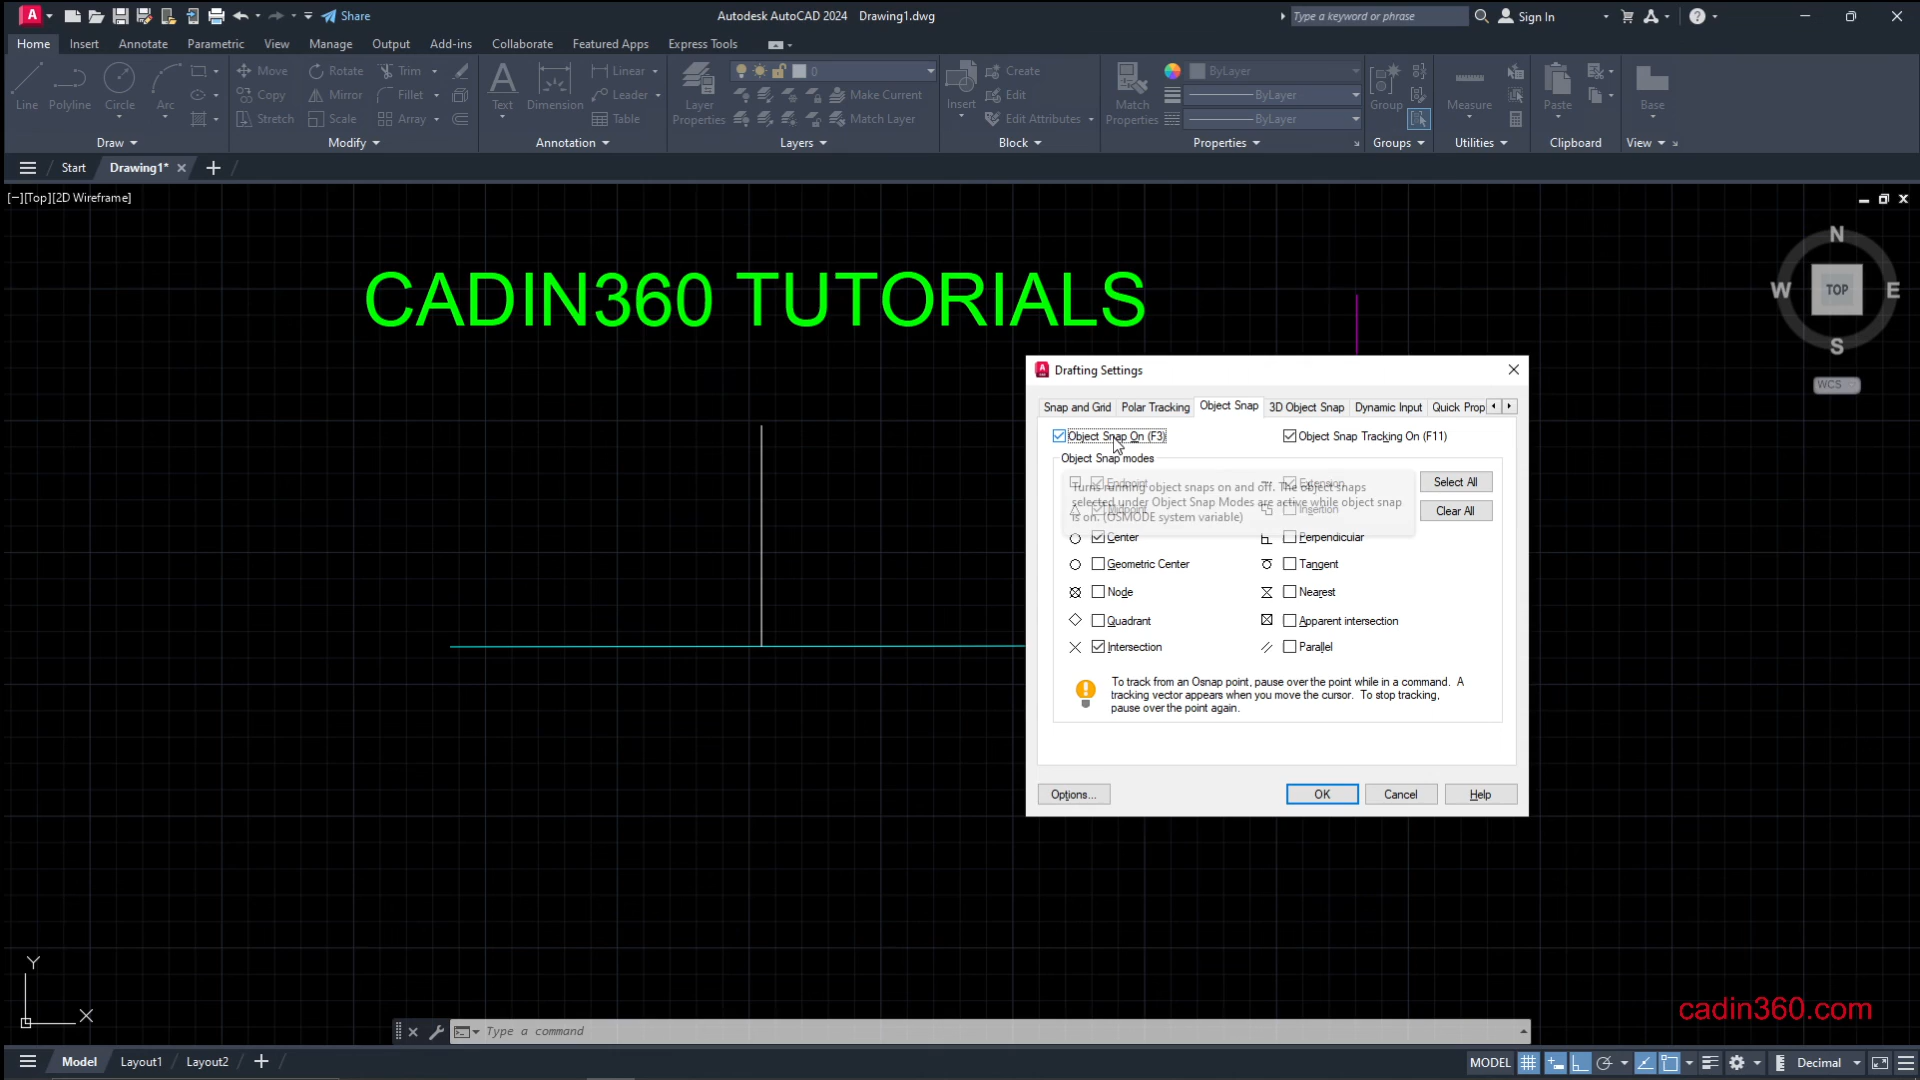 Share
Autodesk AutoCAD 2024 Drawing1.dwg
Type a keyword or phrase
Sign In
Home Insert Annotate Parametric View Manage Output Add-ins Collaborate Featured Apps Express Tools
Line Polyline Circle Arc
Move Rotate Trim
Copy Mirror Fillet
Stretch Scale Array
Text Dimension
Linear
Leader
Table
Layer Properties
0
Make Current
Match Layer
Insert
Create
Edit
Edit Attributes
Match Properties
ByLayer
ByLayer
ByLayer
Group
Measure
Paste
Base
Draw Modify Annotation Layers Block Properties Groups Utilities Clipboard View
Start Drawing1*
[−][Top][2D Wireframe]
N
W TOP E
S
WCS
CADIN360 TUTORIALS
Drafting Settings
Snap and Grid Polar Tracking Object Snap 3D Object Snap Dynamic Input Quick Prop
Object Snap On (F3) Object Snap Tracking On (F11)
Object Snap modes
Endpoint Extension Select All
Turns running object snaps on and off. The object snaps
selected under Object Snap Modes are active while object snap
is on. (OSMODE system variable)
Midpoint Insertion Clear All
Center Perpendicular
Geometric Center Tangent
Node Nearest
Quadrant Apparent intersection
Intersection Parallel
To track from an Osnap point, pause over the point while in a command. A
tracking vector appears when you move the cursor. To stop tracking,
pause over the point again.
Options... OK Cancel Help
Y
X
cadin360.com
Type a command
Model Layout1 Layout2
MODEL Decimal